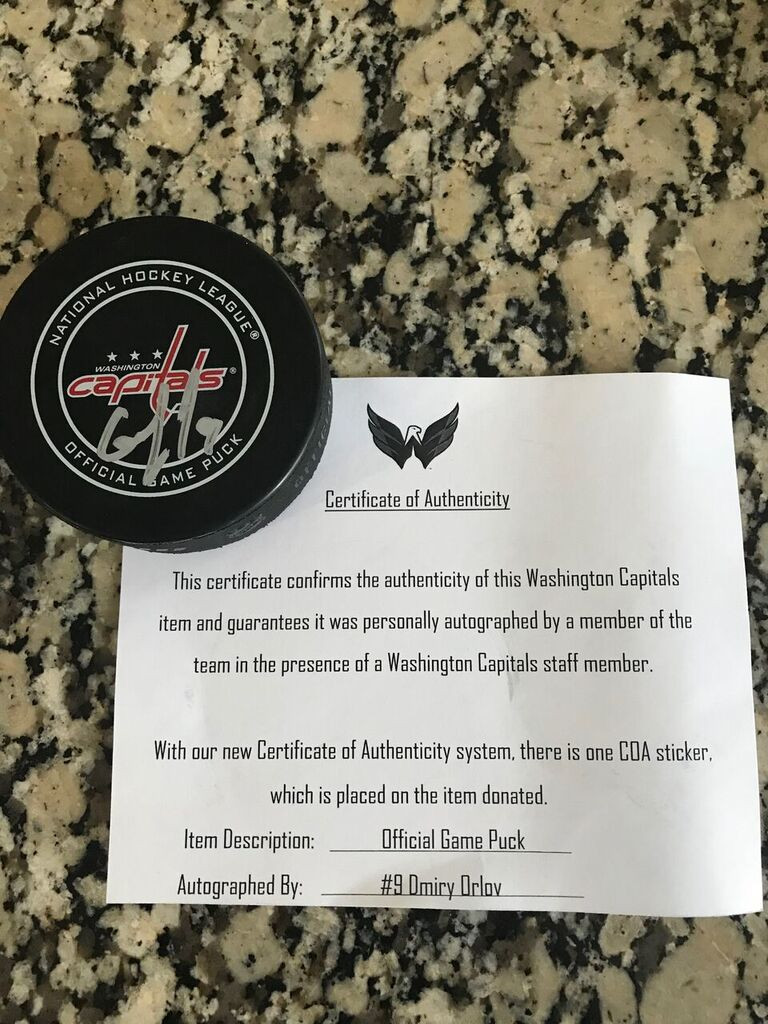 NATIONAL HOCKEY LEAGUE®
WASHINGTON
capitals®
OFFICIAL GAME PUCK
Certificate of Authenticity
This certificate confirms the authenticity of this Washington Capitals
item and guarantees it was personally autographed by a member of the
team in the presence of a Washington Capitals staff member.
With our new Certificate of Authenticity system, there is one COA sticker,
which is placed on the item donated.
Item Description: Official Game Puck
Autographed By: #9 Dmiry Orlov